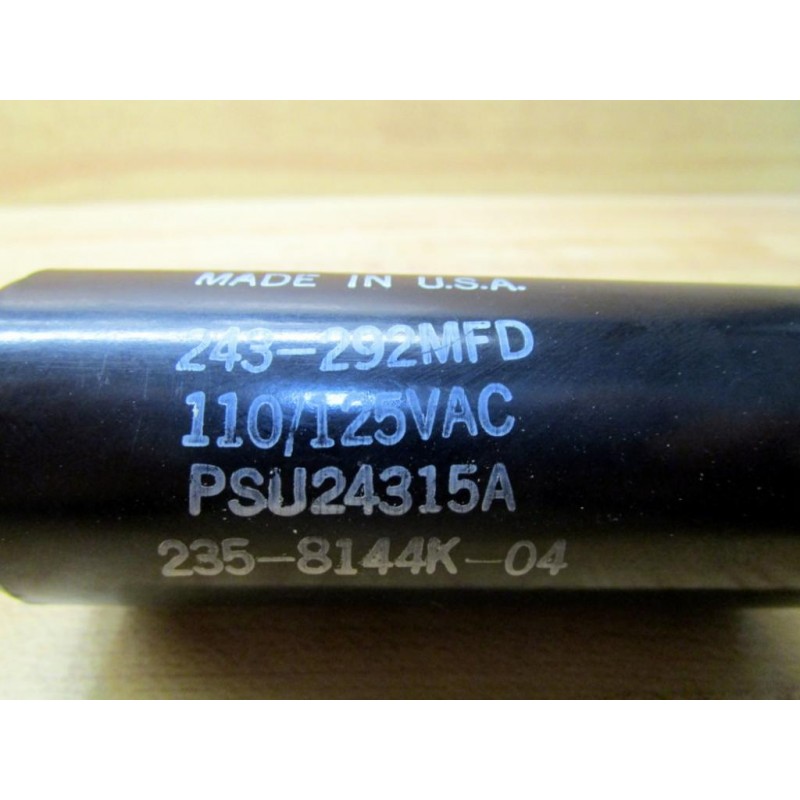 MADE IN U.S.A.
243-292MFD
110/125VAC
PSU24315A
235-8144K-04